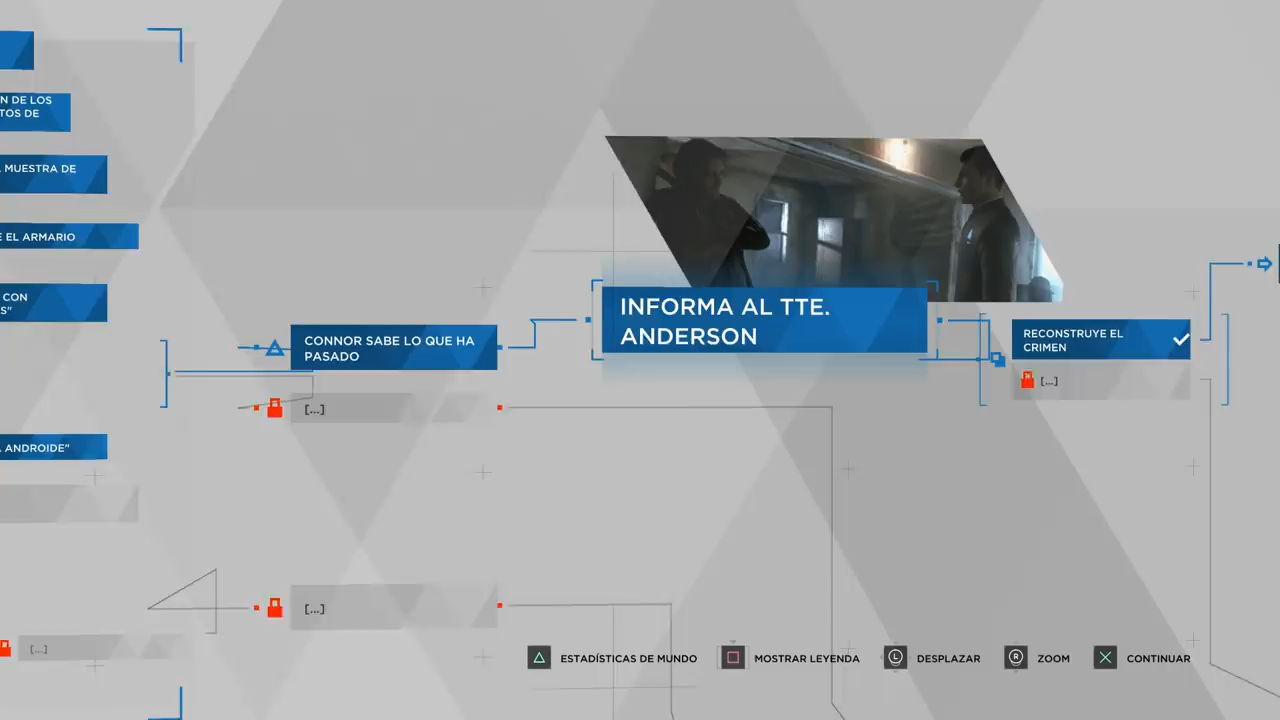 N DE LOS
TOS DE
MUESTRA DE
E EL ARMARIO
CON
S"
ANDROIDE"
[...]
CONNOR SABE LO QUE HA
PASADO
[...]
[...]
INFORMA AL TTE.
ANDERSON
RECONSTRUYE EL
CRIMEN
[...]
ESTADÍSTICAS DE MUNDO
MOSTRAR LEYENDA
L
DESPLAZAR
R
ZOOM
CONTINUAR